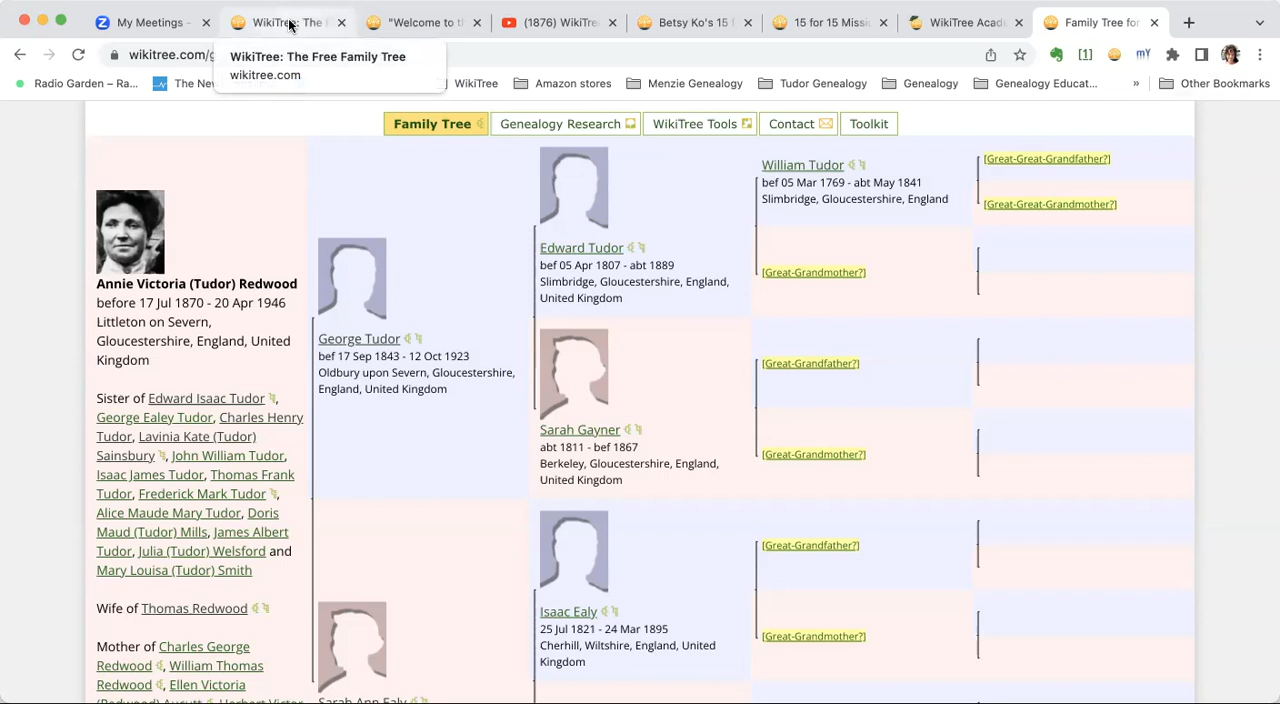 My Meetings -
WikiTree: The F
"Welcome to th
(1876) WikiTre
Betsy Ko's 15 f
15 for 15 Missi
WikiTree Acad
Family Tree for
wikitree.com/g
WikiTree: The Free Family Tree
wikitree.com
[1]
mY
Radio Garden – Ra...
The New
WikiTree
Amazon stores
Menzie Genealogy
Tudor Genealogy
Genealogy
Genealogy Educat...
»
Other Bookmarks
Family Tree
Genealogy Research
WikiTree Tools
Contact
Toolkit
Annie Victoria (Tudor) Redwood
before 17 Jul 1870 - 20 Apr 1946
Littleton on Severn,
Gloucestershire, England, United
Kingdom
Sister of Edward Isaac Tudor ,
George Ealey Tudor, Charles Henry
Tudor, Lavinia Kate (Tudor)
Sainsbury , John William Tudor,
Isaac James Tudor, Thomas Frank
Tudor, Frederick Mark Tudor ,
Alice Maude Mary Tudor, Doris
Maud (Tudor) Mills, James Albert
Tudor, Julia (Tudor) Welsford and
Mary Louisa (Tudor) Smith
Wife of Thomas Redwood
Mother of Charles George
Redwood , William Thomas
Redwood , Ellen Victoria
(Redwood) Aucutt , Herbert Victor
George Tudor
bef 17 Sep 1843 - 12 Oct 1923
Oldbury upon Severn, Gloucestershire,
England, United Kingdom
Sarah Ann Ealy
Edward Tudor
bef 05 Apr 1807 - abt 1889
Slimbridge, Gloucestershire, England,
United Kingdom
Sarah Gayner
abt 1811 - bef 1867
Berkeley, Gloucestershire, England,
United Kingdom
Isaac Ealy
25 Jul 1821 - 24 Mar 1895
Cherhill, Wiltshire, England, United
Kingdom
William Tudor
bef 05 Mar 1769 - abt May 1841
Slimbridge, Gloucestershire, England
[Great-Grandmother?]
[Great-Grandfather?]
[Great-Grandmother?]
[Great-Grandfather?]
[Great-Grandmother?]
[Great-Great-Grandfather?]
[Great-Great-Grandmother?]